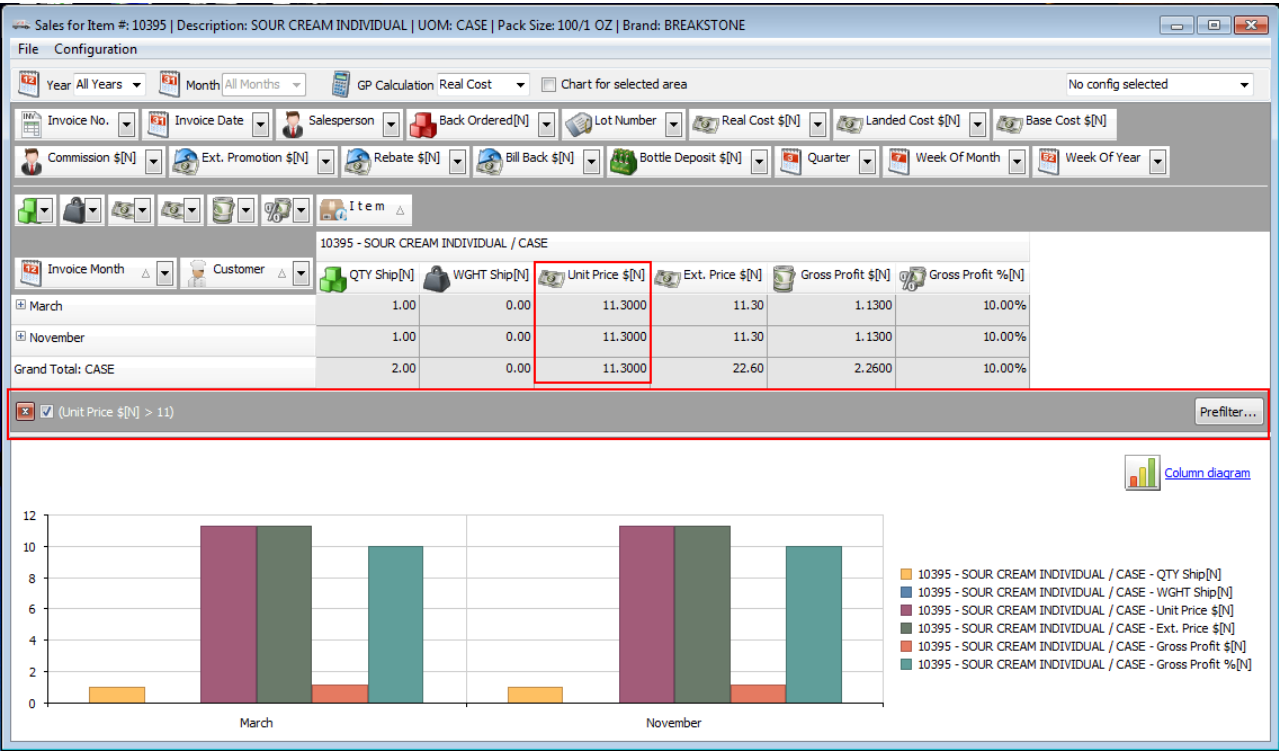 Sales for Item #: 10395 | Description: SOUR CREAM INDIVIDUAL | UOM: CASE | Pack Size: 100/1 OZ | Brand: BREAKSTONE
File Configuration
Year All Years Month All Months GP Calculation Real Cost Chart for selected area No config selected
Invoice No. Invoice Date Salesperson Back Ordered[N] Lot Number Real Cost $[N] Landed Cost $[N] Base Cost $[N]
Commission $[N] Ext. Promotion $[N] Rebate $[N] Bill Back $[N] Bottle Deposit $[N] Quarter Week Of Month Week Of Year
Item
10395 - SOUR CREAM INDIVIDUAL / CASE
Invoice Month Customer QTY Ship[N] WGHT Ship[N] Unit Price $[N] Ext. Price $[N] Gross Profit $[N] Gross Profit %[N]
March 1.00 0.00 11.3000 11.30 1.1300 10.00%
November 1.00 0.00 11.3000 11.30 1.1300 10.00%
Grand Total: CASE 2.00 0.00 11.3000 22.60 2.2600 10.00%
(Unit Price $[N] > 11) Prefilter...
Column diagram
12
10
8
6
4
2
0
March November
10395 - SOUR CREAM INDIVIDUAL / CASE - QTY Ship[N]
10395 - SOUR CREAM INDIVIDUAL / CASE - WGHT Ship[N]
10395 - SOUR CREAM INDIVIDUAL / CASE - Unit Price $[N]
10395 - SOUR CREAM INDIVIDUAL / CASE - Ext. Price $[N]
10395 - SOUR CREAM INDIVIDUAL / CASE - Gross Profit $[N]
10395 - SOUR CREAM INDIVIDUAL / CASE - Gross Profit %[N]